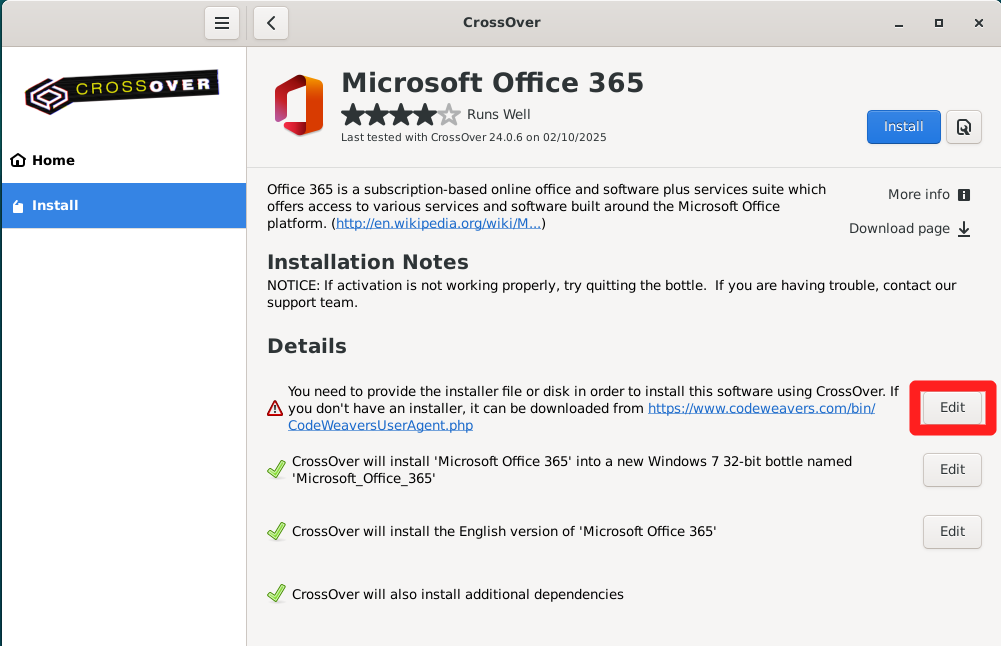 CrossOver
CROSSOVER
Home
Install
Microsoft Office 365
Runs Well
Last tested with CrossOver 24.0.6 on 02/10/2025
Install
Office 365 is a subscription-based online office and software plus services suite which
offers access to various services and software built around the Microsoft Office
platform. (http://en.wikipedia.org/wiki/M...)
More info
Download page
Installation Notes
NOTICE: If activation is not working properly, try quitting the bottle.  If you are having trouble, contact our
support team.
Details
You need to provide the installer file or disk in order to install this software using CrossOver. If
you don't have an installer, it can be downloaded from https://www.codeweavers.com/bin/
CodeWeaversUserAgent.php
Edit
CrossOver will install 'Microsoft Office 365' into a new Windows 7 32-bit bottle named
'Microsoft_Office_365'
Edit
CrossOver will install the English version of 'Microsoft Office 365'
Edit
CrossOver will also install additional dependencies